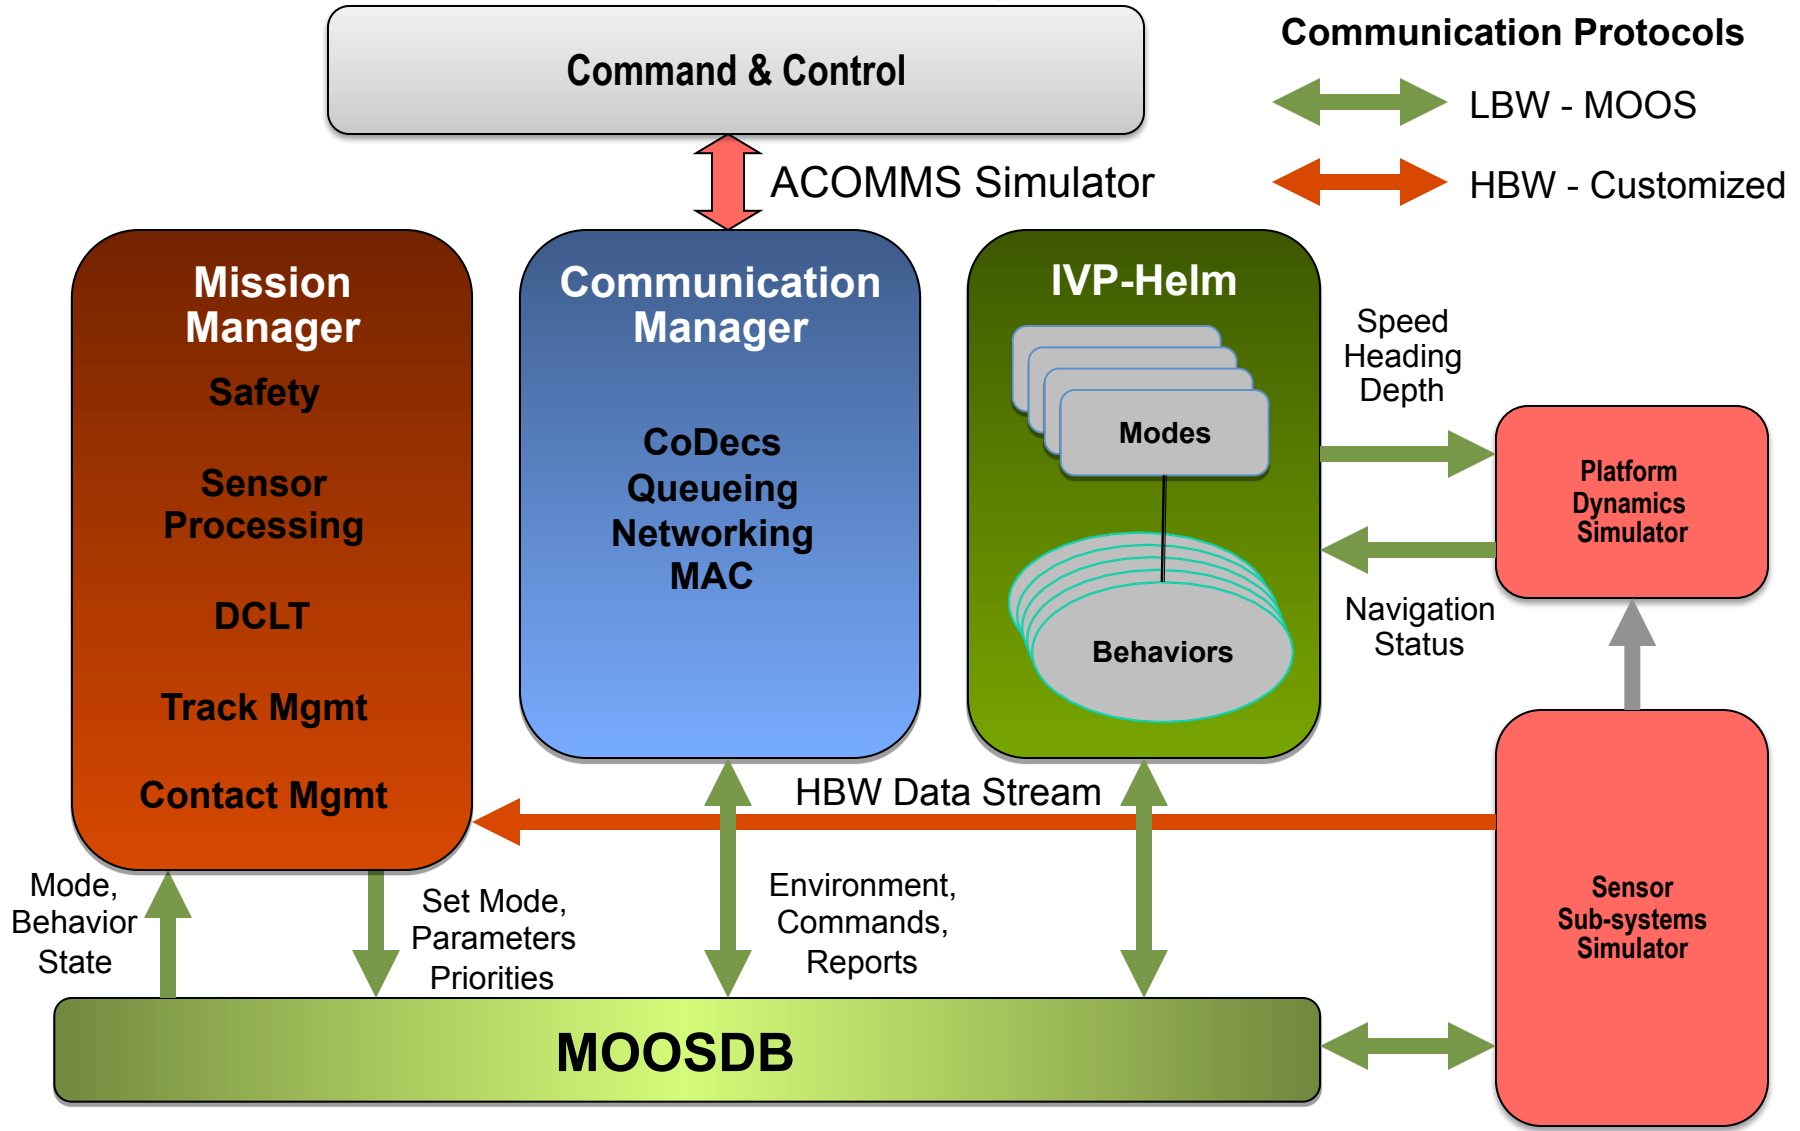 Command & Control
Communication Protocols
LBW - MOOS
HBW - Customized
ACOMMS Simulator
Mission
Manager
Safety
Sensor
Processing
DCLT
Track Mgmt
Contact Mgmt
Communication
Manager
CoDecs
Queueing
Networking
MAC
IVP-Helm
Modes
Behaviors
Speed
Heading
Depth
Platform
Dynamics
Simulator
Navigation
Status
HBW Data Stream
Sensor
Sub-systems
Simulator
Mode,
Behavior
State
Set Mode,
Parameters
Priorities
Environment,
Commands,
Reports
MOOSDB